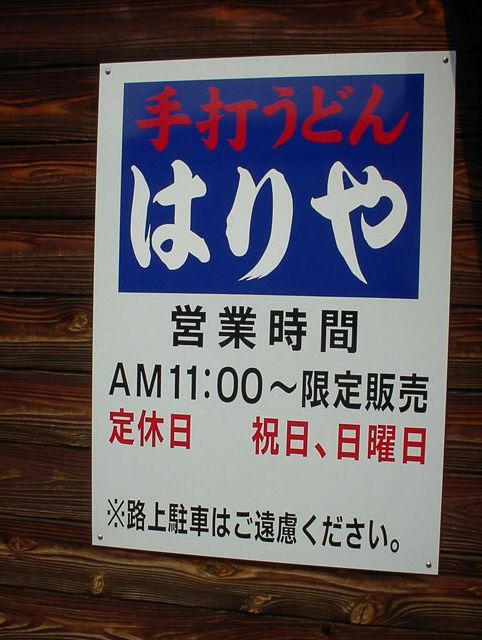 手打うどん
はりや
営業時間
AM11:00～限定販売
定休日 祝日、日曜日
※路上駐車はご遠慮ください。